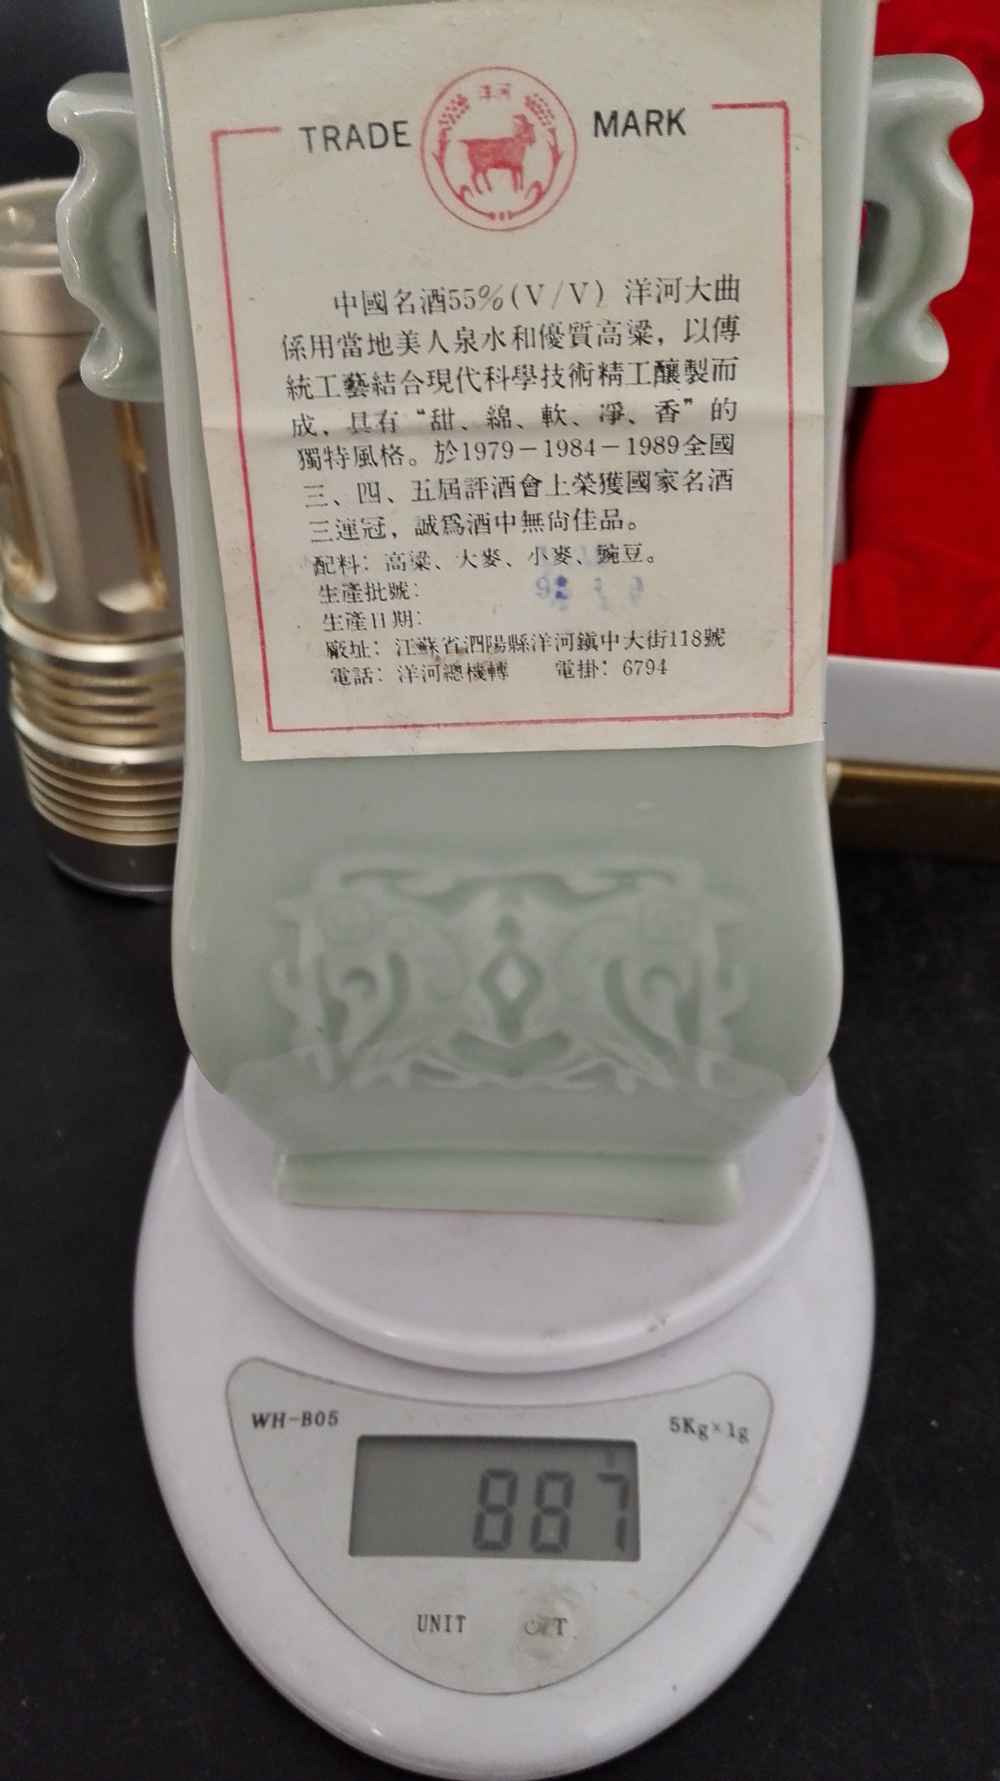 洋河
TRADE MARK
中國名酒55%(V/V) 洋河大曲
係用當地美人泉水和優質高粱，以傳
統工藝結合現代科學技術精工釀製而
成，具有“甜、綿、軟、凈、香”的
獨特風格。於1979－1984－1989全國
三、四、五屆評酒會上榮獲國家名酒
三連冠，誠爲酒中無尚佳品。
配料：高粱、大麥、小麥、豌豆。
生產批號：
生產日期：
廠址：江蘇省泗陽縣洋河鎮中大街118號
電話：洋河總機轉 電掛：6794
WH-B05
5Kg×1g
887
UNIT
T